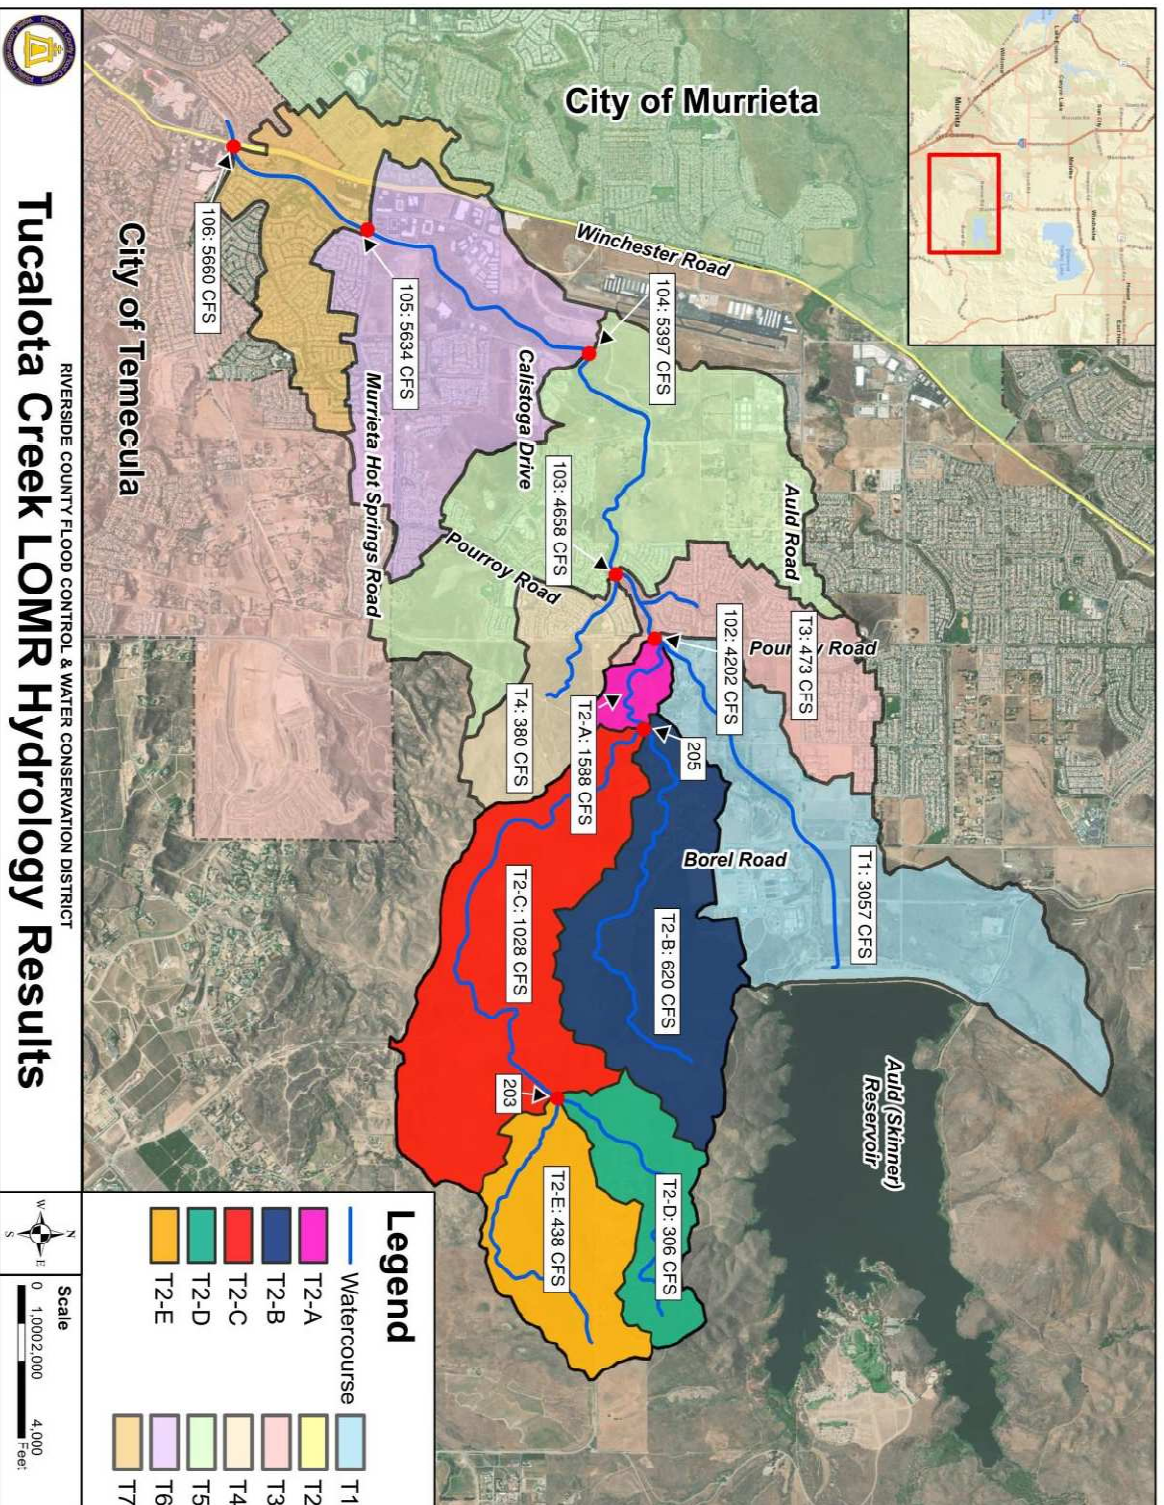 City of Murrieta
Winchester Road
104: 5397 CFS
105: 5634 CFS
106: 5660 CFS
City of Temecula
Calistoga Drive
Murrieta Hot Springs Road
103: 4658 CFS
Pourroy Road
Auld Road
102: 4202 CFS
T3: 473 CFS
Road
T4: 380 CFS
T2-A: 1588 CFS
205
Borel Road
T1: 3057 CFS
T2-C: 1028 CFS
T2-B: 620 CFS
203
Auld (Skinner)
Reservoir
T2-E: 438 CFS
T2-D: 306 CFS
Murrieta
RIVERSIDE COUNTY FLOOD CONTROL & WATER CONSERVATION DISTRICT
Tucalota Creek LOMR Hydrology Results
Legend
Watercourse
T2-A
T2-B
T2-C
T2-D
T2-E
T1
T2
T3
T4
T5
T6
T7
N
W
E
S
Scale
0 1,0002,000 4,000